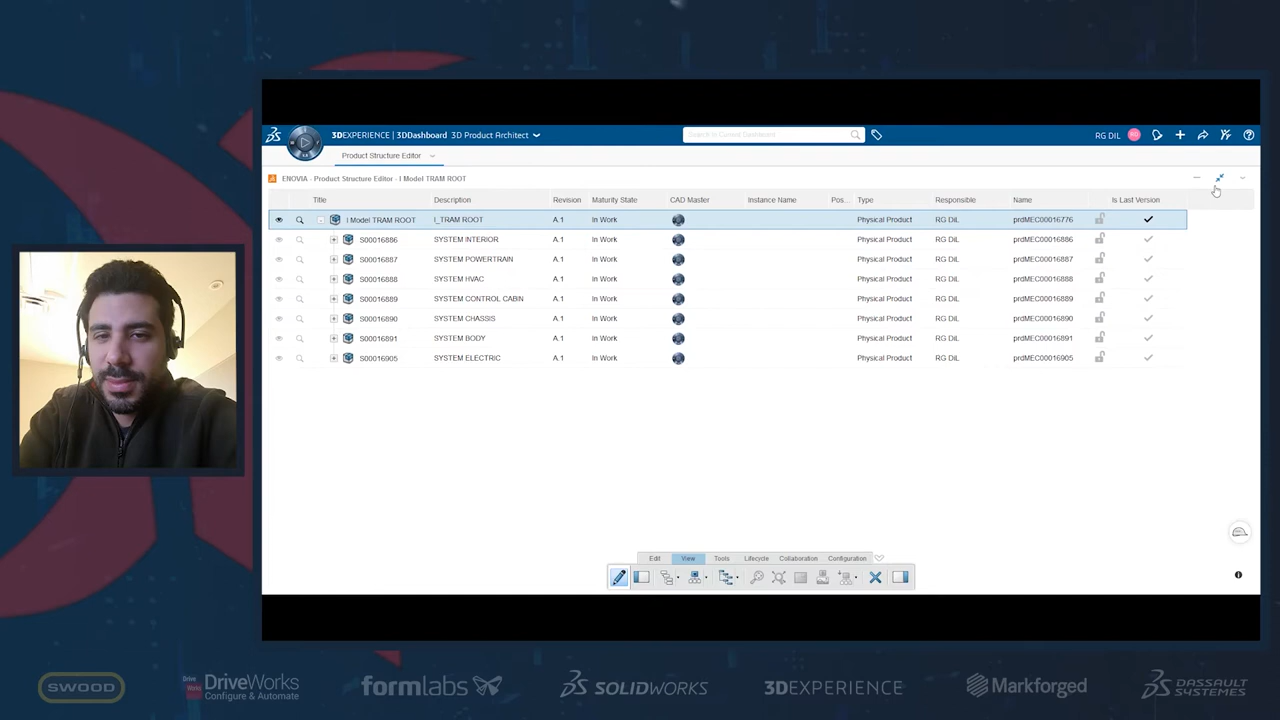 3DEXPERIENCE | 3DDashboard 3D Product Architect
Search in Current Dashboard
RG DIL
Product Structure Editor
ENOVIA - Product Structure Editor - I Model TRAM ROOT
Title Description Revision Maturity State CAD Master Instance Name Pos... Type Responsible Name Is Last Version
I Model TRAM ROOT I_TRAM ROOT A.1 In Work Physical Product RG DIL prdMEC00016776
S00016886 SYSTEM INTERIOR A.1 In Work Physical Product RG DIL prdMEC00016886
S00016887 SYSTEM POWERTRAIN A.1 In Work Physical Product RG DIL prdMEC00016887
S00016888 SYSTEM HVAC A.1 In Work Physical Product RG DIL prdMEC00016888
S00016889 SYSTEM CONTROL CABIN A.1 In Work Physical Product RG DIL prdMEC00016889
S00016890 SYSTEM CHASSIS A.1 In Work Physical Product RG DIL prdMEC00016890
S00016891 SYSTEM BODY A.1 In Work Physical Product RG DIL prdMEC00016891
S00016905 SYSTEM ELECTRIC A.1 In Work Physical Product RG DIL prdMEC00016905
Edit View Tools Lifecycle Collaboration Configuration
SWOOD
DriveWorks
Configure & Automate
formlabs
SOLIDWORKS
3DEXPERIENCE
Markforged
DASSAULT
SYSTEMES